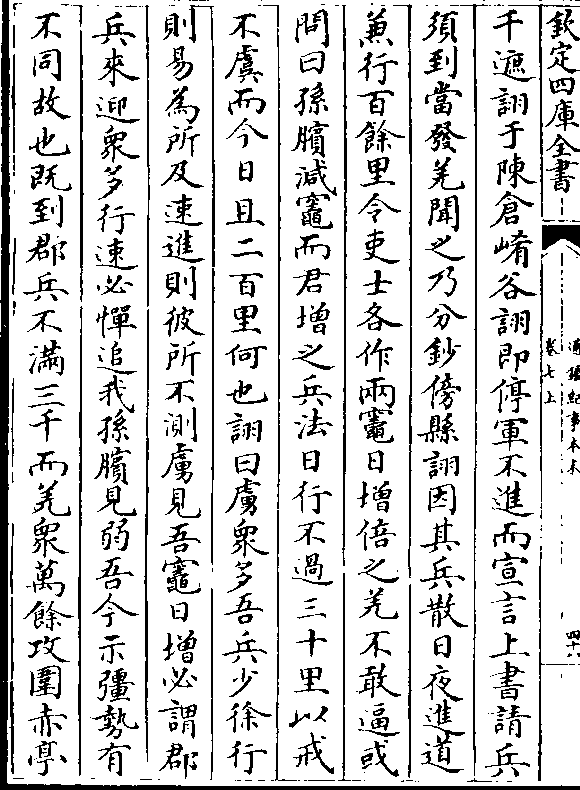 欽定四庫全書
通鑑紀事本末
卷七上
四十六
千遮詡于陳倉崤谷詡即停軍不進而宣言上書請兵
須到當發羌聞之乃分鈔傍縣詡因其兵散日夜進道
兼行百餘里令吏士各作兩竈日增倍之羌不敢逼或
問曰孫臏減竈而君增之兵法日行不過三十里以戒
不虞而今日且二百里何也詡曰虜衆多吾兵少徐行
則易為所及速進則彼所不測虜見吾竈日增必謂郡
兵來迎衆多行速必憚追我孫臏見弱吾今示彊勢有
不同故也既到郡兵不滿三千而羌衆萬餘攻圍赤亭